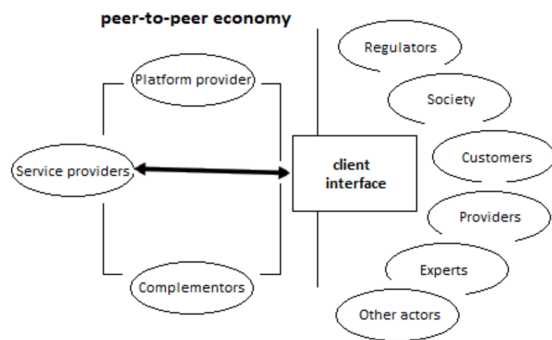 peer-to-peer economy
Regulators
Platform provider
Society
client
interface
Service providers
Customers
Providers
Experts
Complementors
Other actors